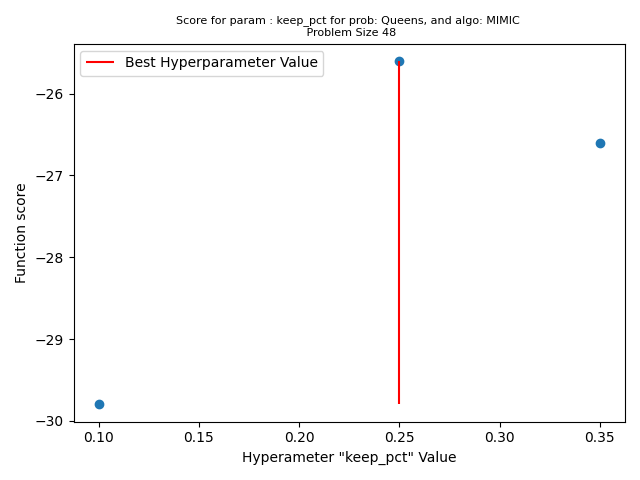 Score for param : keep_pct for prob: Queens, and algo: MIMIC
Problem Size 48
Best Hyperparameter Value
−26
−27
−28
−29
−30
Function score
0.10 0.15 0.20 0.25 0.30 0.35
Hyperameter "keep_pct" Value